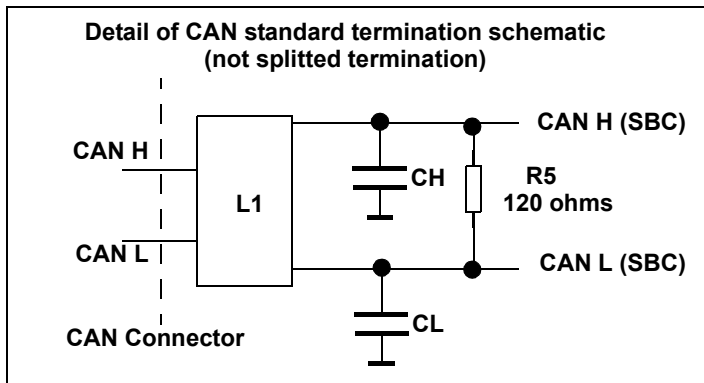 Detail of CAN standard termination schematic
(not splitted termination)
CAN H (SBC)
CAN H
CH
R5
120 ohms
L1
CAN L
CAN L (SBC)
CL
CAN Connector